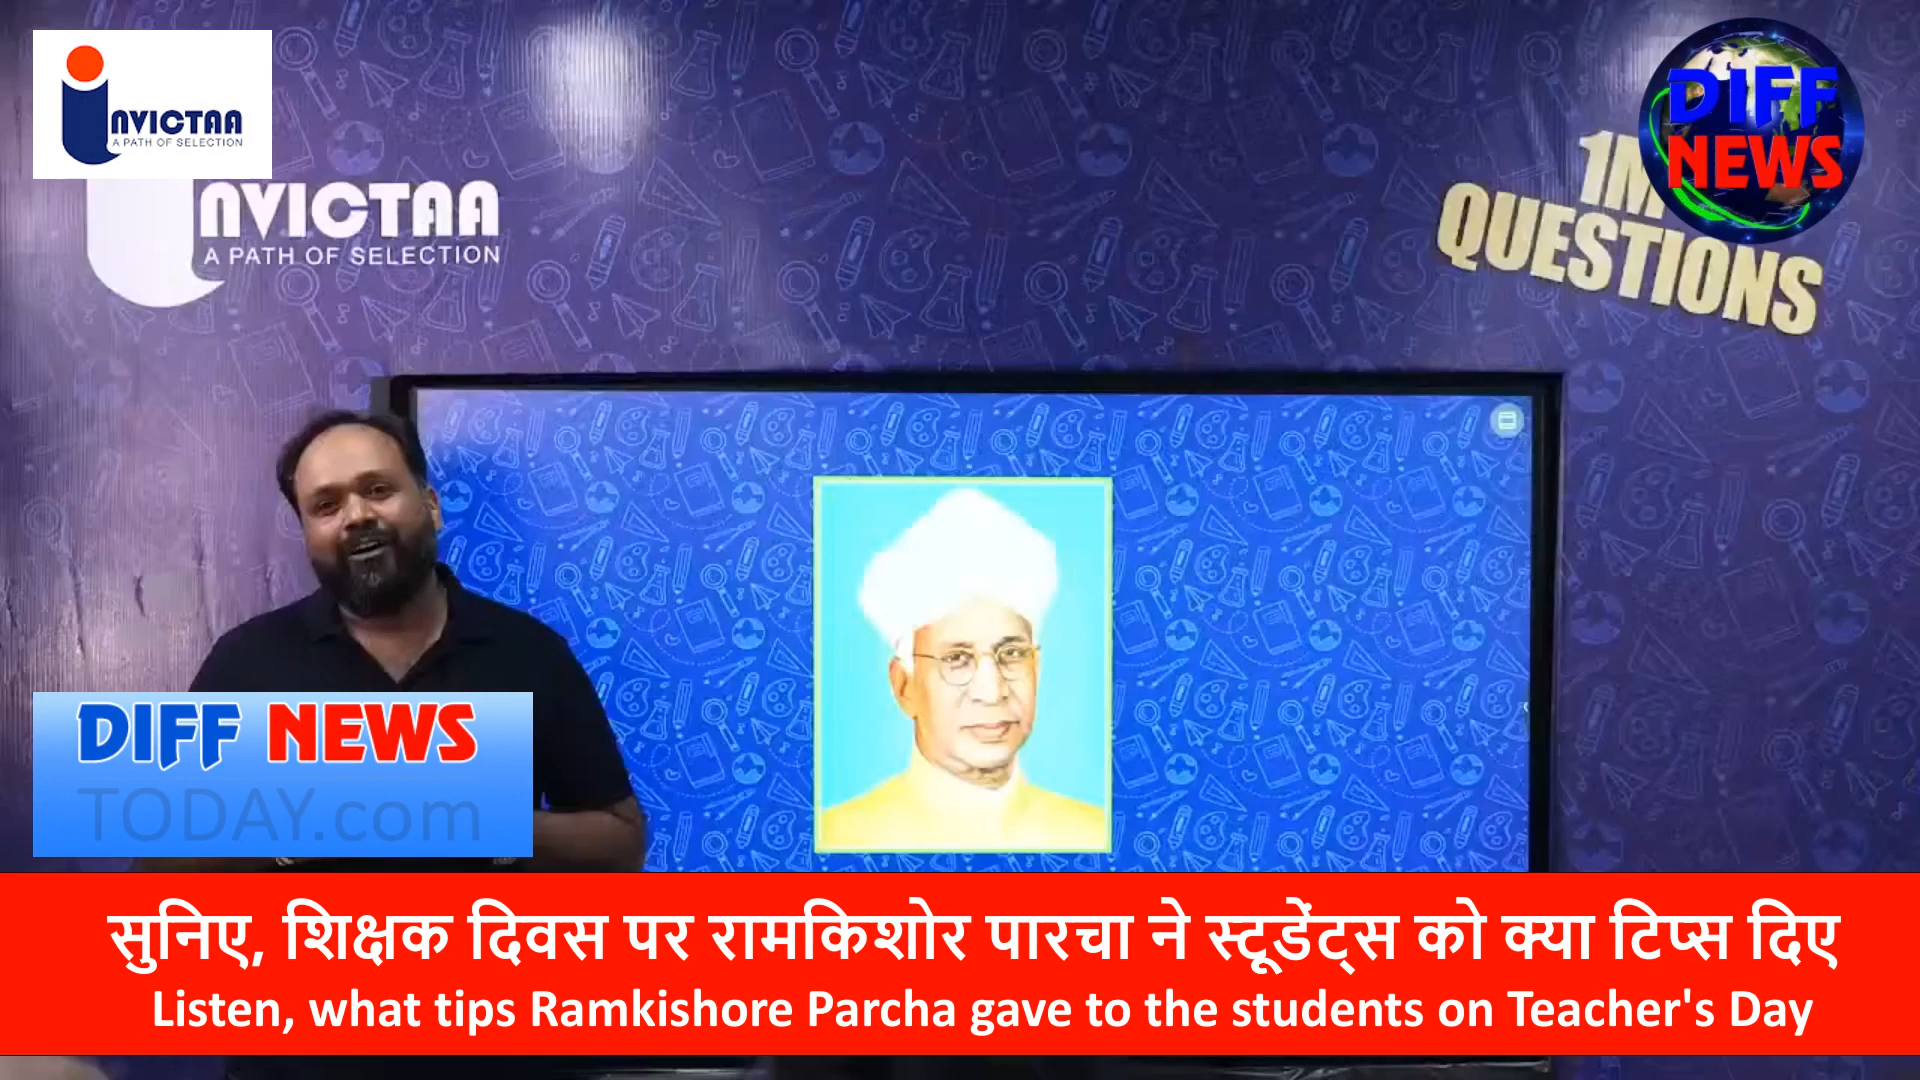 INVICTAA
A PATH OF SELECTION
DIFF
NEWS
INVICTAA
A PATH OF SELECTION
QUESTIONS
DIFF NEWS
TODAY.com
सुनिए, शिक्षक दिवस पर रामकिशोर पारचा ने स्टूडेंट्स को क्या टिप्स दिए
Listen, what tips Ramkishore Parcha gave to the students on Teacher's Day